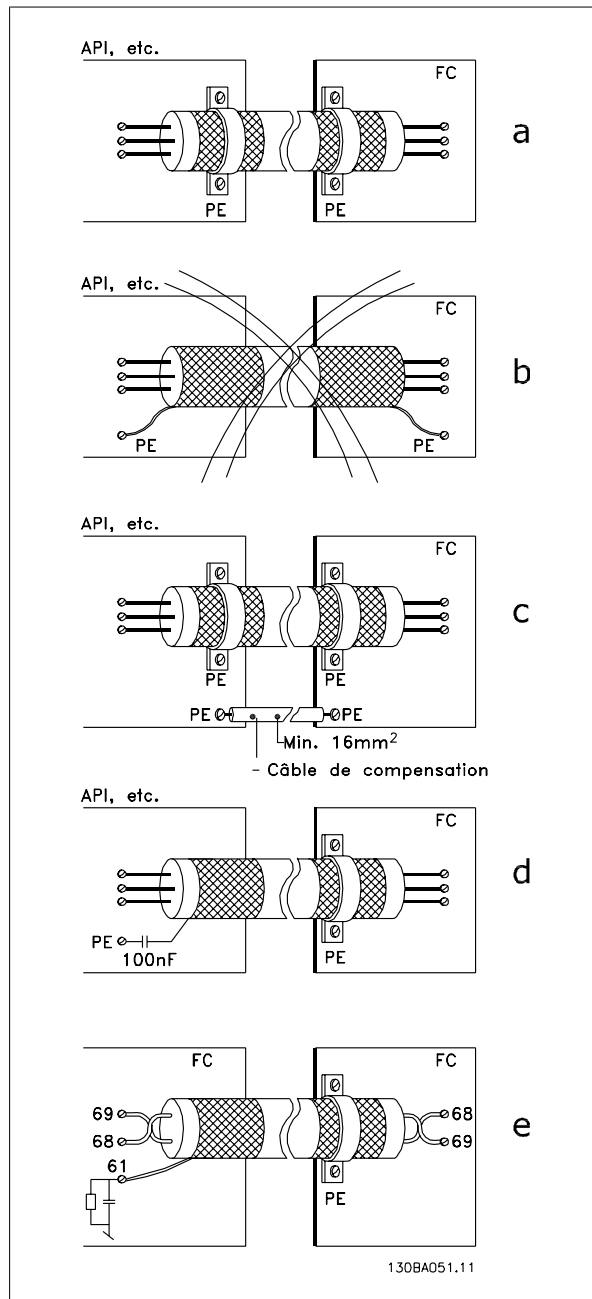 API, etc.
FC
PE
PE
a
API, etc.
FC
PE
PE
b
API, etc.
FC
PE
PE
PE
PE
Min. 16mm²
- Câble de compensation
c
API, etc.
FC
PE
100nF
PE
d
FC
FC
69
68
61
68
69
PE
e
130BA051.11